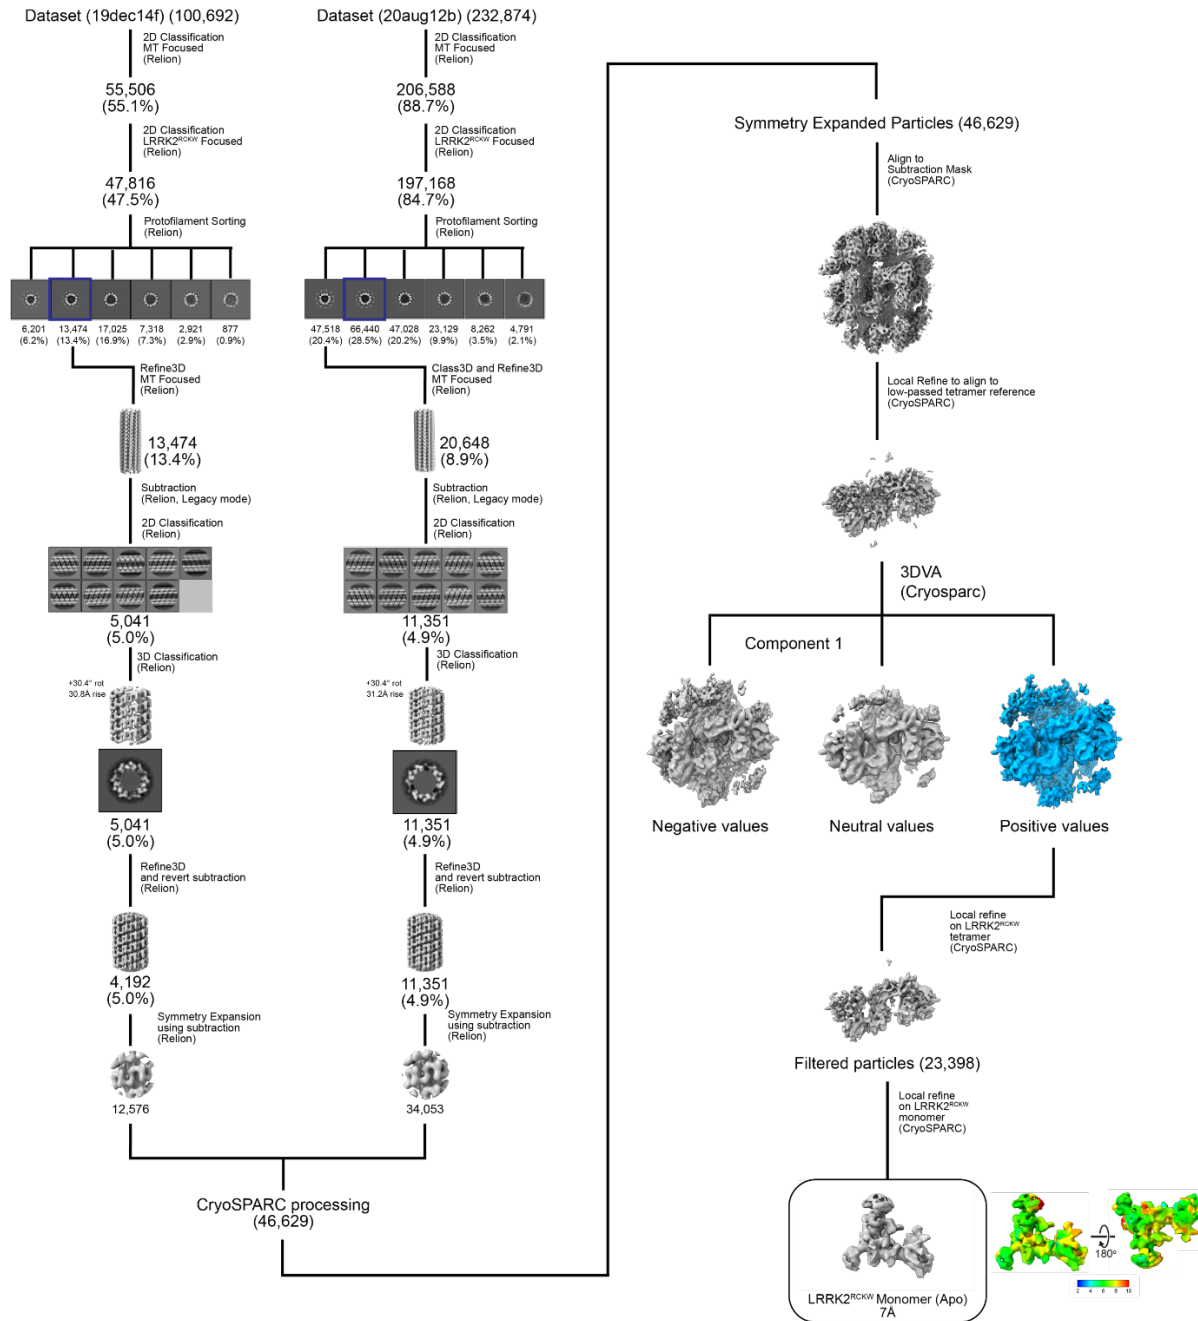 Dataset (19dec14f) (100,692)
2D Classification
MT Focused
(Relion)
55,506
(55.1%)
2D Classification
LRRK2RCKW Focused
(Relion)
47,816
(47.5%)
Protofilament Sorting
(Relion)
6,201 13,474 17,025 7,318 2,921 877
(6.2%) (13.4%) (16.9%) (7.3%) (2.9%) (0.9%)
Refine3D
MT Focused
(Relion)
13,474
(13.4%)
Subtraction
(Relion, Legacy mode)
2D Classification
(Relion)
5,041
(5.0%)
3D Classification
(Relion)
+30.4° rot
30.8Å rise
5,041
(5.0%)
Refine3D
and revert subtraction
(Relion)
4,192
(5.0%)
Symmetry Expansion
using subtraction
(Relion)
12,576
Dataset (20aug12b) (232,874)
2D Classification
MT Focused
(Relion)
206,588
(88.7%)
2D Classification
LRRK2RCKW Focused
(Relion)
197,168
(84.7%)
Protofilament Sorting
(Relion)
47,518 66,440 47,028 23,129 8,262 4,791
(20.4%) (28.5%) (20.2%) (9.9%) (3.5%) (2.1%)
Class3D and Refine3D
MT Focused
(Relion)
20,648
(8.9%)
Subtraction
(Relion, Legacy mode)
2D Classification
(Relion)
11,351
(4.9%)
3D Classification
(Relion)
+30.4° rot
31.2Å rise
11,351
(4.9%)
Refine3D
and revert subtraction
(Relion)
11,351
(4.9%)
Symmetry Expansion
using subtraction
(Relion)
34,053
CryoSPARC processing
(46,629)
Symmetry Expanded Particles (46,629)
Align to
Subtraction Mask
(CryoSPARC)
Local Refine to align to
low-passed tetramer reference
(CryoSPARC)
3DVA
(Cryosparc)
Component 1
Negative values Neutral values Positive values
Local refine
on LRRK2RCKW
tetramer
(CryoSPARC)
Filtered particles (23,398)
Local refine
on LRRK2RCKW
monomer
(CryoSPARC)
LRRK2RCKW Monomer (Apo)
7Å
180°
2 4 6 8 10